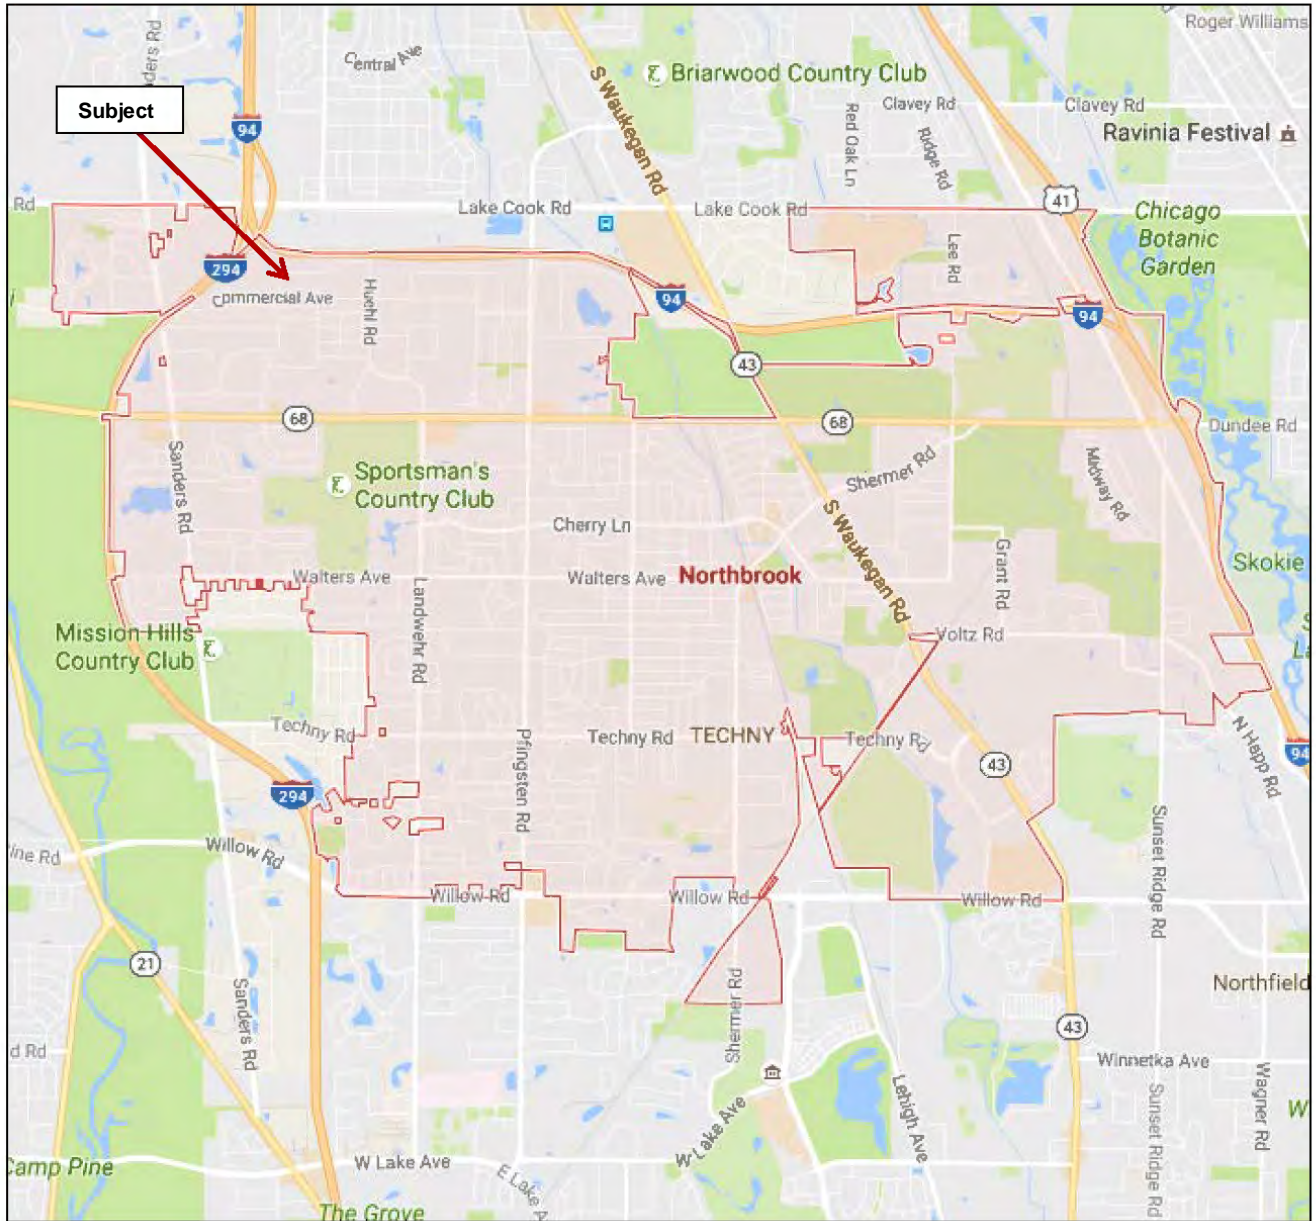 Roger Williams
Central Ave
Briarwood Country Club
S Waukegan Rd
Clavey Rd
Clavey Rd
Red Oak Ln
Ridge Rd
Ravinia Festival
Subject
94
41
Rd
Lake Cook Rd
Lake Cook Rd
Chicago
Botanic
Garden
Lee Rd
294
Commercial Ave
Huehl Rd
94
94
43
68
68
Dundee Rd
Sanders Rd
Sportsman's
Country Club
Shermer Rd
Midway Rd
Cherry Ln
S Waukegan Rd
Skokie
Walters Ave
Walters Ave
Northbrook
Grant Rd
Landwehr Rd
Mission Hills
Country Club
Voltz Rd
Techny Rd
Pfingsten Rd
Techny Rd
TECHNY
Techny Rd
N Happ Rd
94
43
294
Sunset Ridge Rd
Willow Rd
Willow Rd
Willow Rd
Willow Rd
21
Sanders Rd
Shermer Rd
Northfield
43
d Rd
Winnetka Ave
Lehigh Ave
Sunset Ridge Rd
Wagner Rd
W
W Lake Ave
Camp Pine
W Lake Ave
E Lake A
The Grove